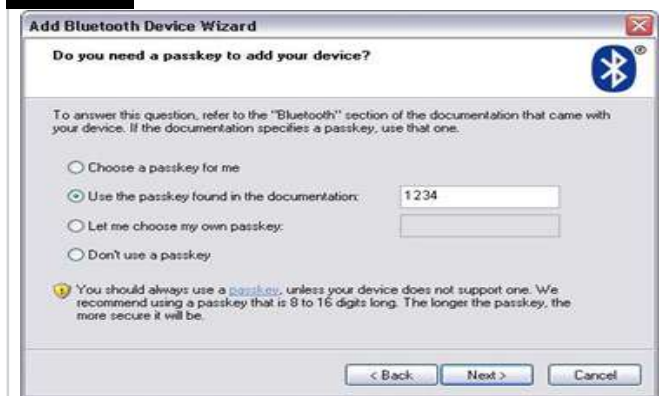 Add Bluetooth Device Wizard
Do you need a passkey to add your device?
®
To answer this question, refer to the "Bluetooth" section of the documentation that came with
your device. If the documentation specifies a passkey, use that one.
Choose a passkey for me
Use the passkey found in the documentation: 1234
Let me choose my own passkey:
Don't use a passkey
You should always use a passkey, unless your device does not support one. We
recommend using a passkey that is 8 to 16 digits long. The longer the passkey, the
more secure it will be.
< Back Next > Cancel